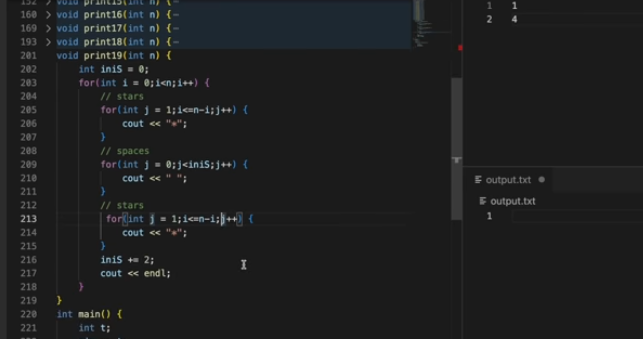 152 > void print15(int n) {⋯
160 > void print16(int n) {⋯
169 > void print17(int n) {⋯
193 > void print18(int n) {⋯
201 void print19(int n) {
202 int iniS = 0;
203 for(int i = 0;i<n;i++) {
204 // stars
205 for(int j = 1;i<=n-i;j++) {
206 cout << "*";
207 }
208 // spaces
209 for(int j = 0;j<iniS;j++) {
210 cout << " ";
211 }
212 // stars
213 for(int j = 1;i<=n-i;j++) {
214 cout << "*";
215 }
216 iniS += 2;
217 cout << endl;
218 }
219 }
220 int main() {
221 int t;
1 1
2 4
output.txt
output.txt
1